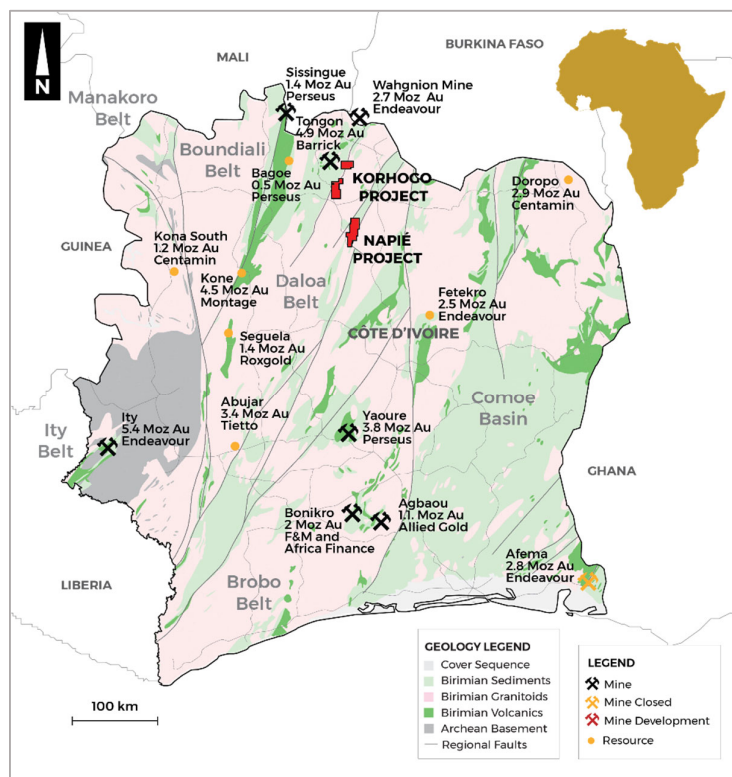 MALI
BURKINA FASO
N
Sissingue
1.4 Moz Au
Perseus
Wahgnion Mine
2.7 Moz Au
Endeavour
Manakoro
Belt
Tongon
4.9 Moz Au
Barrick
Boundiali
Belt
Bagoe
0.5 Moz Au
Perseus
KORHOGO
PROJECT
Doropo
2.9 Moz Au
Centamin
NAPIÉ
PROJECT
GUINEA
Kona South
1.2 Moz Au
Centamin
Kone
4.5 Moz Au
Montage
Daloa
Belt
Fetekro
2.5 Moz Au
Endeavour
CÔTE D'IVOIRE
Seguela
1.4 Moz Au
Roxgold
Comoe
Basin
Abujar
3.4 Moz Au
Tietto
Yaoure
3.8 Moz Au
Perseus
Ity
Belt
Ity
5.4 Moz Au
Endeavour
GHANA
Bonikro
2 Moz Au
F&M and
Africa Finance
Agbaou
1.1. Moz Au
Allied Gold
Afema
2.8 Moz Au
Endeavour
LIBERIA
Brobo
Belt
100 km
GEOLOGY LEGEND
Cover Sequence
Birimian Sediments
Birimian Granitoids
Birimian Volcanics
Archean Basement
Regional Faults
LEGEND
Mine
Mine Closed
Mine Development
Resource